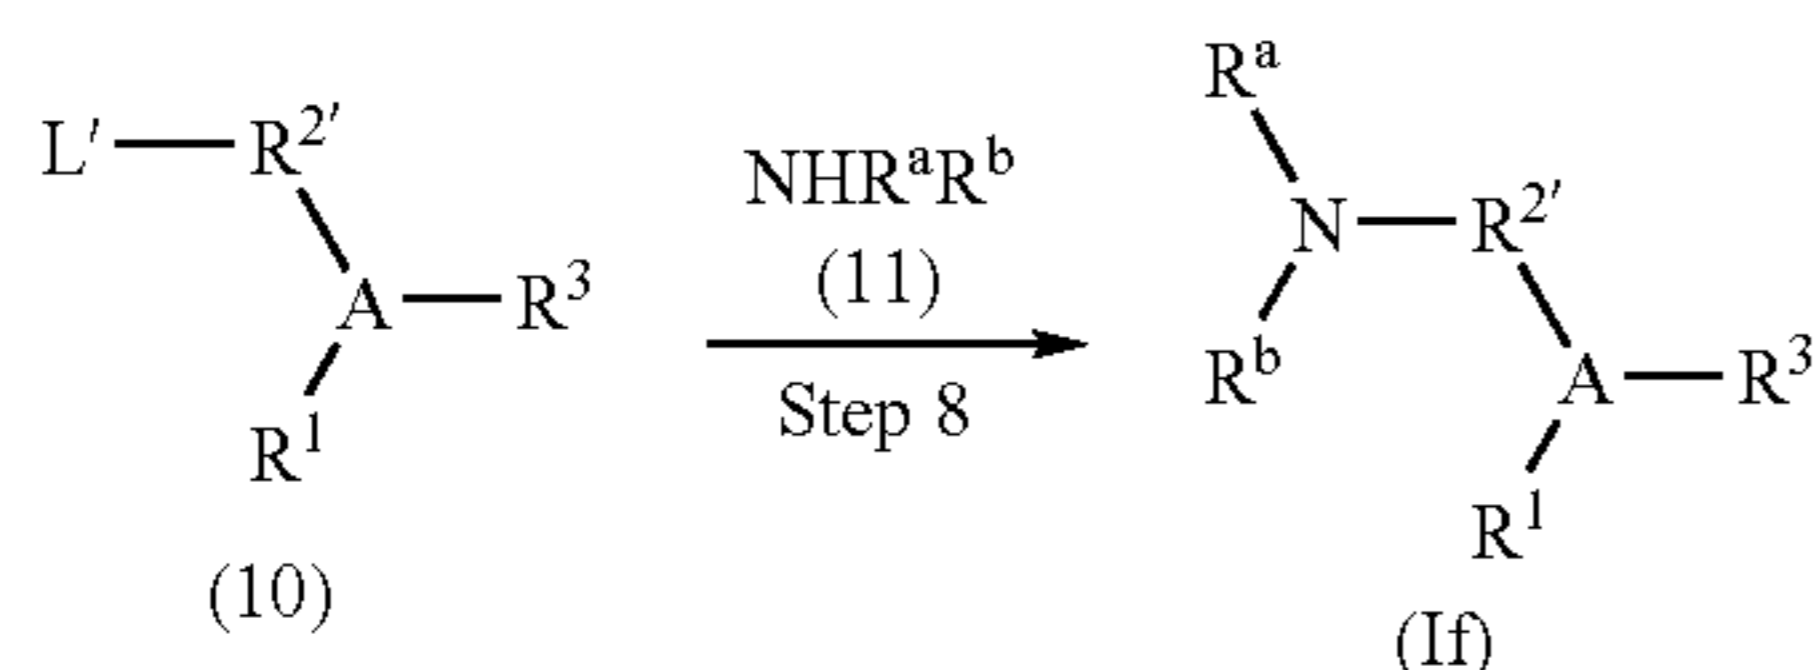 L′—R²′
A—R³
R¹
(10)
NHRᵃRᵇ
(11)
Step 8
Rᵃ
N—R²′
Rᵇ
A—R³
R¹
(If)